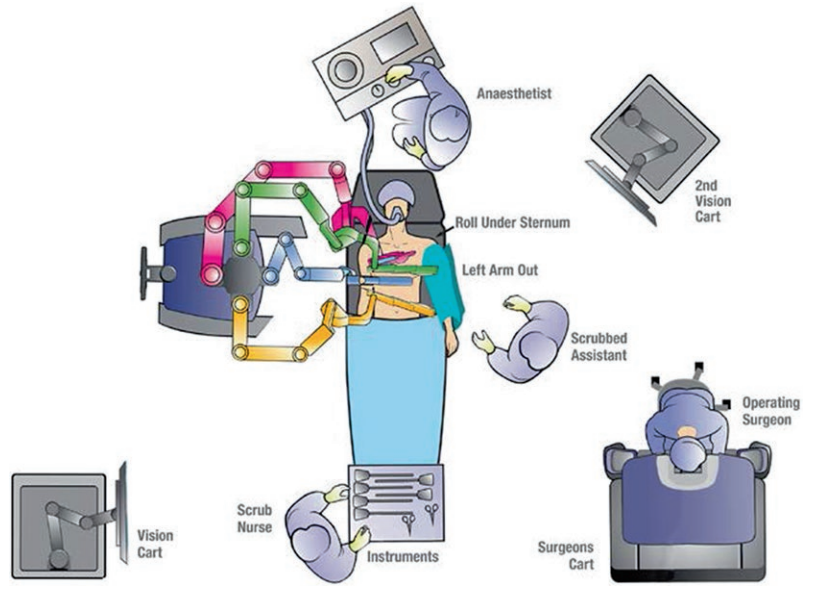 Anaesthetist
2nd
Vision
Cart
Roll Under Sternum
Left Arm Out
Scrubbed
Assistant
Operating
Surgeon
Scrub
Nurse
Vision
Cart
Instruments
Surgeons
Cart